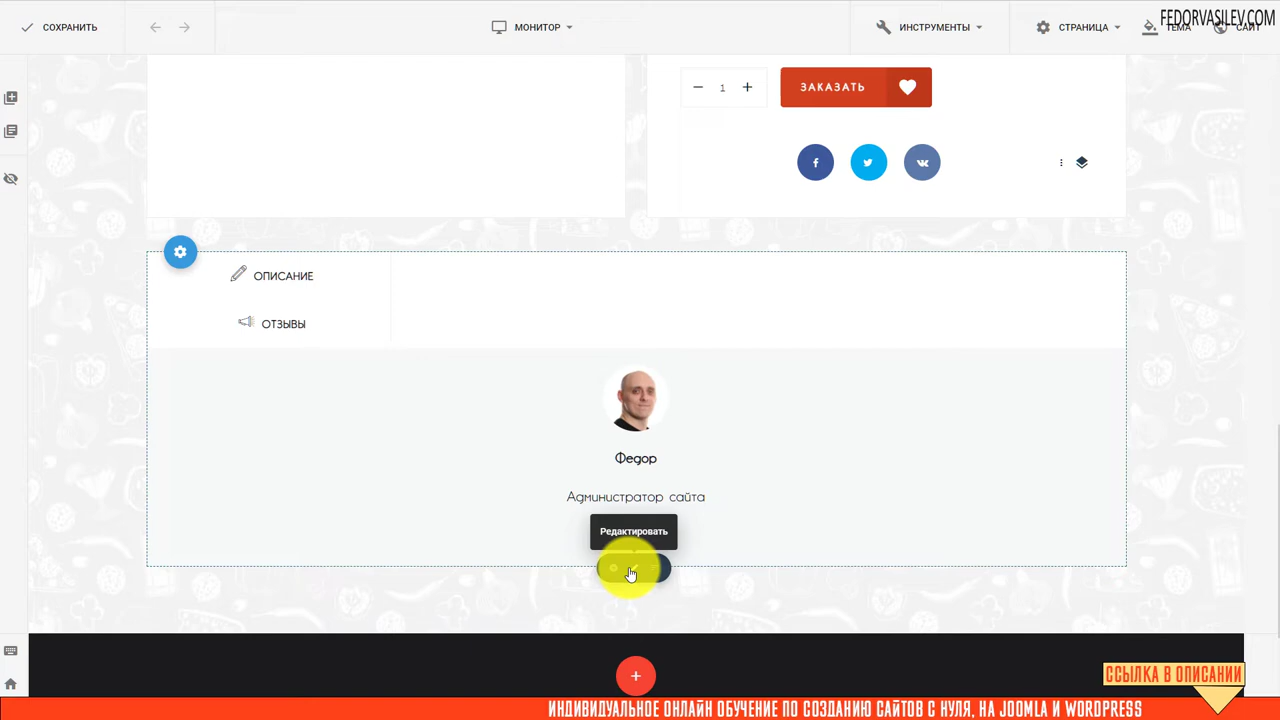 FEDORVASILEV.COM
СОХРАНИТЬ
МОНИТОР
ИНСТРУМЕНТЫ
СТРАНИЦА
ТЕМА
САЙТ
1
ЗАКАЗАТЬ
ОПИСАНИЕ
ОТЗЫВЫ
Федор
Администратор сайта
Редактировать
ССЫЛКА В ОПИСАНИИ
ИНДИВИДУАЛЬНОЕ ОНЛАЙН ОБУЧЕНИЕ ПО СОЗДАНИЮ САЙТОВ С НУЛЯ, НА JOOMLA И WORDPRESS